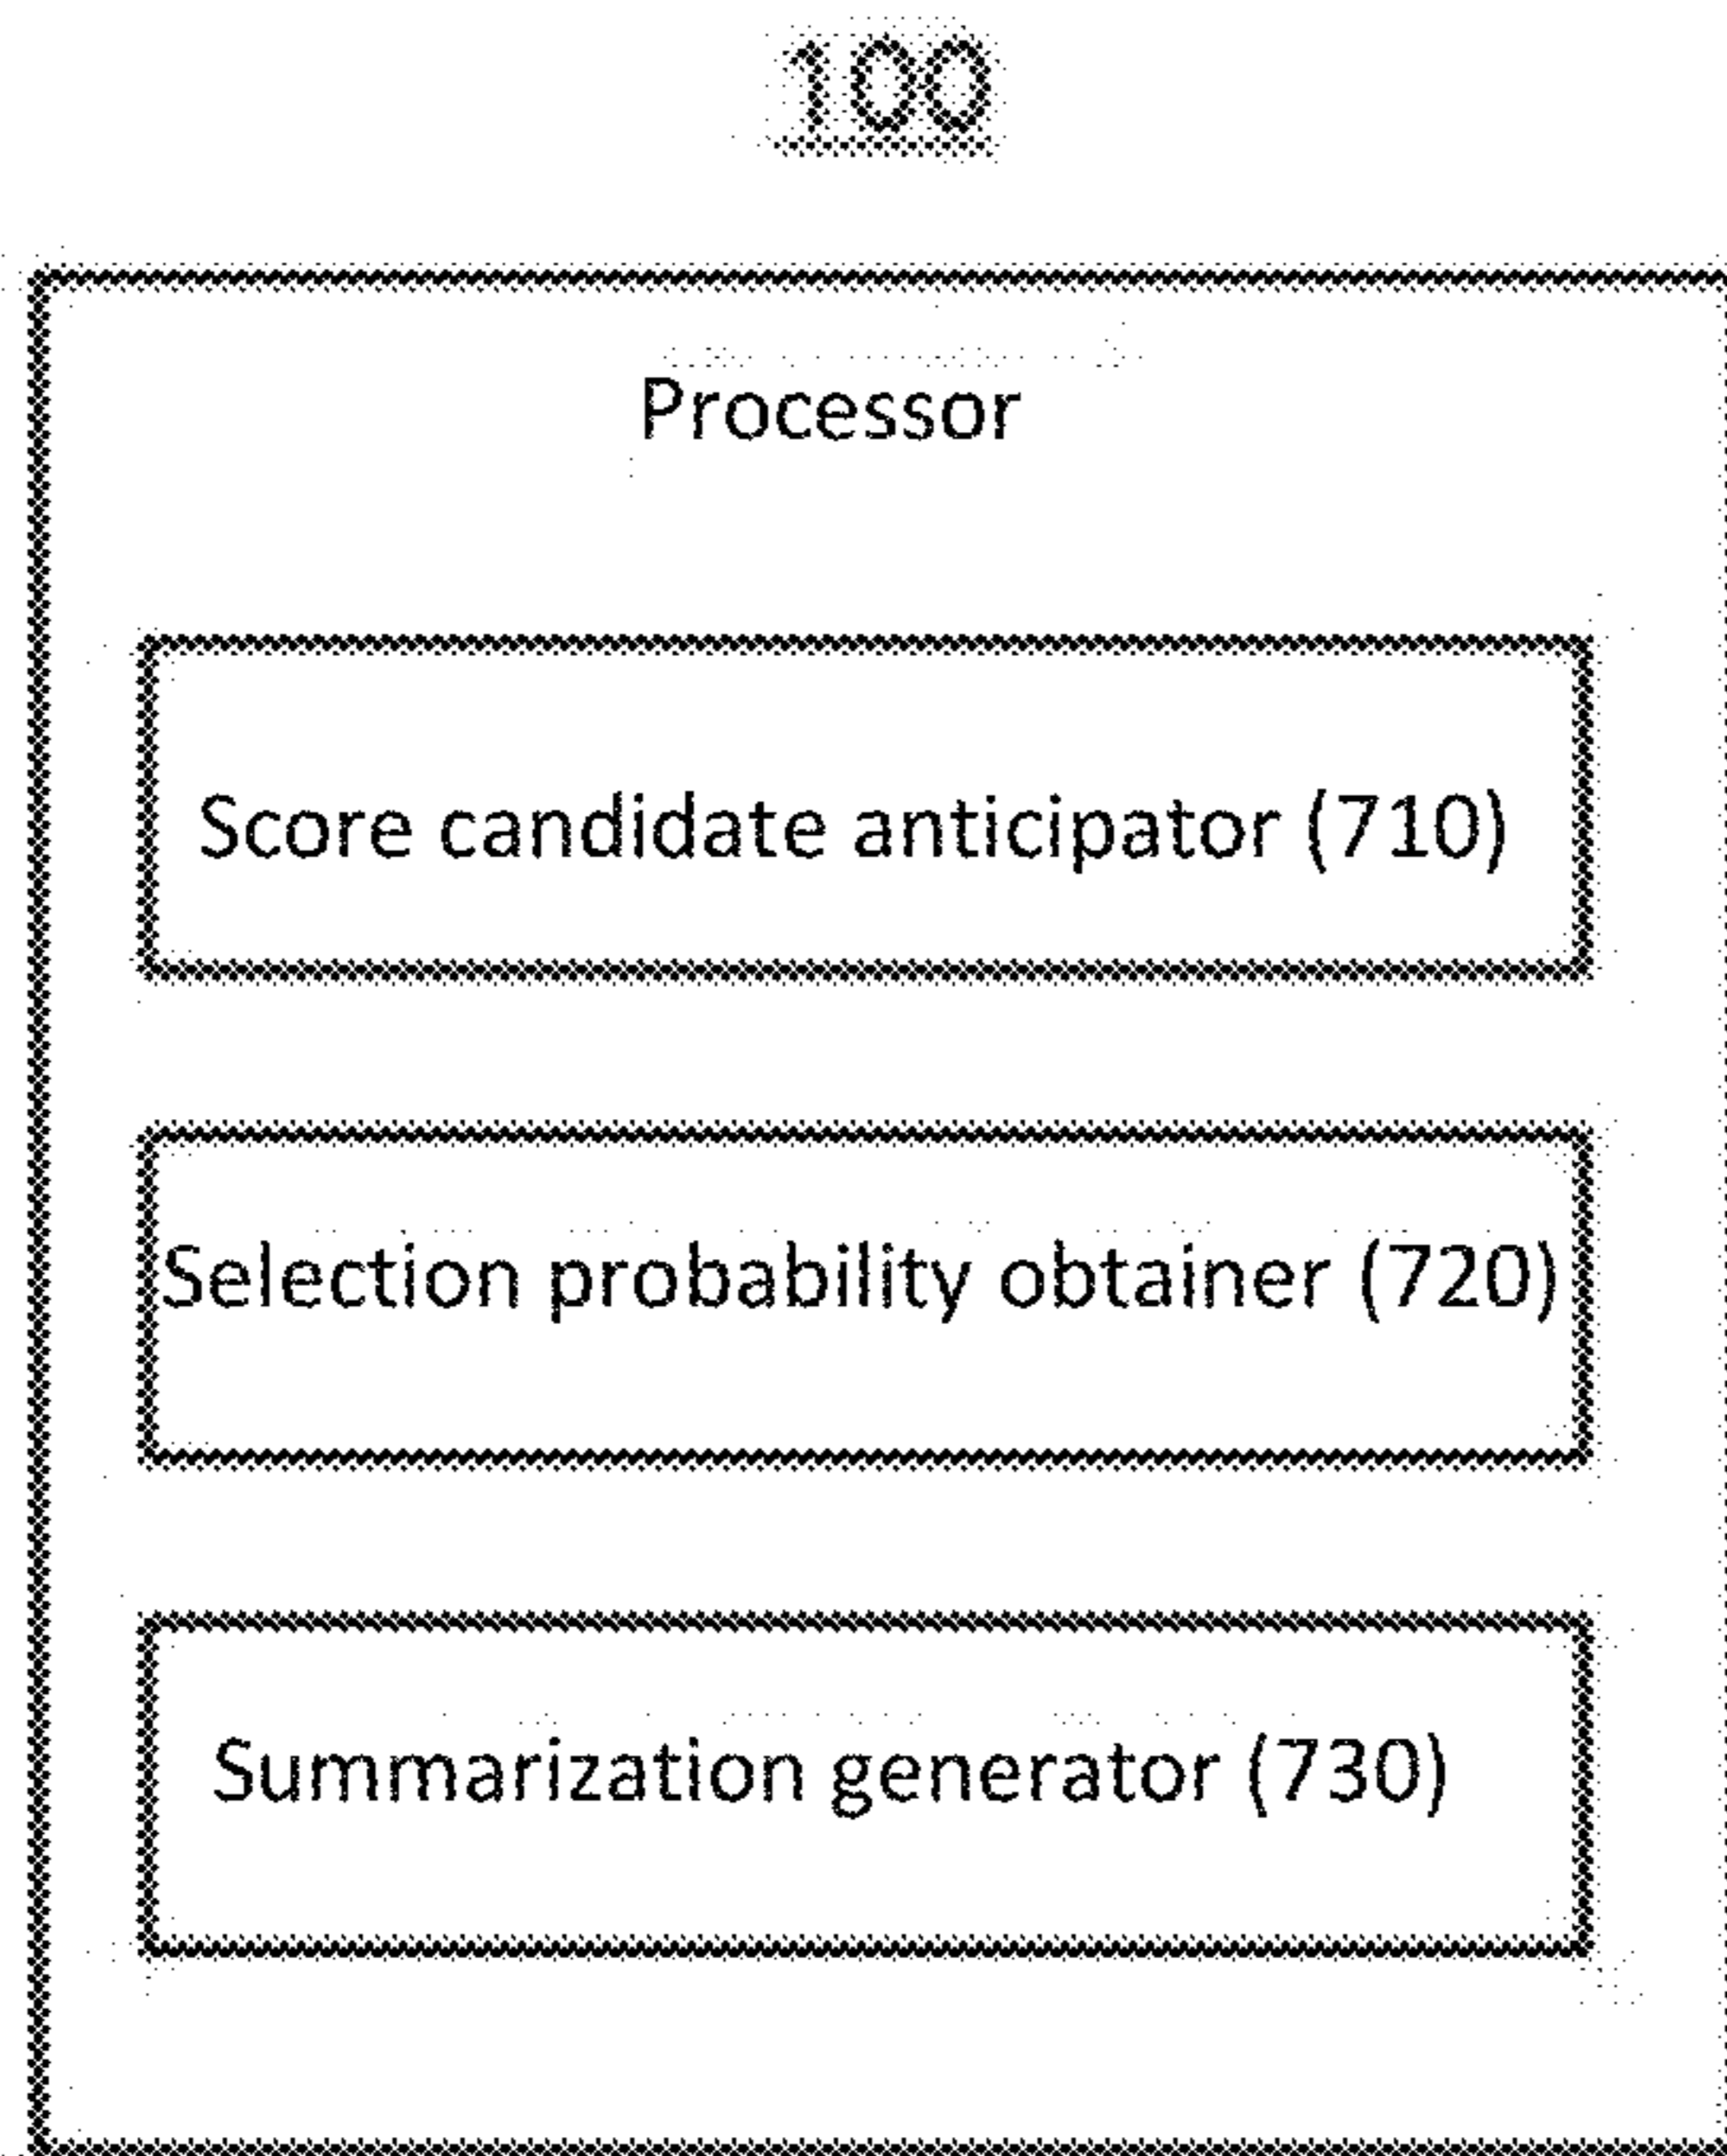 100
Processor
Score candidate anticipator (710)
Selection probability obtainer (720)
Summarization generator (730)